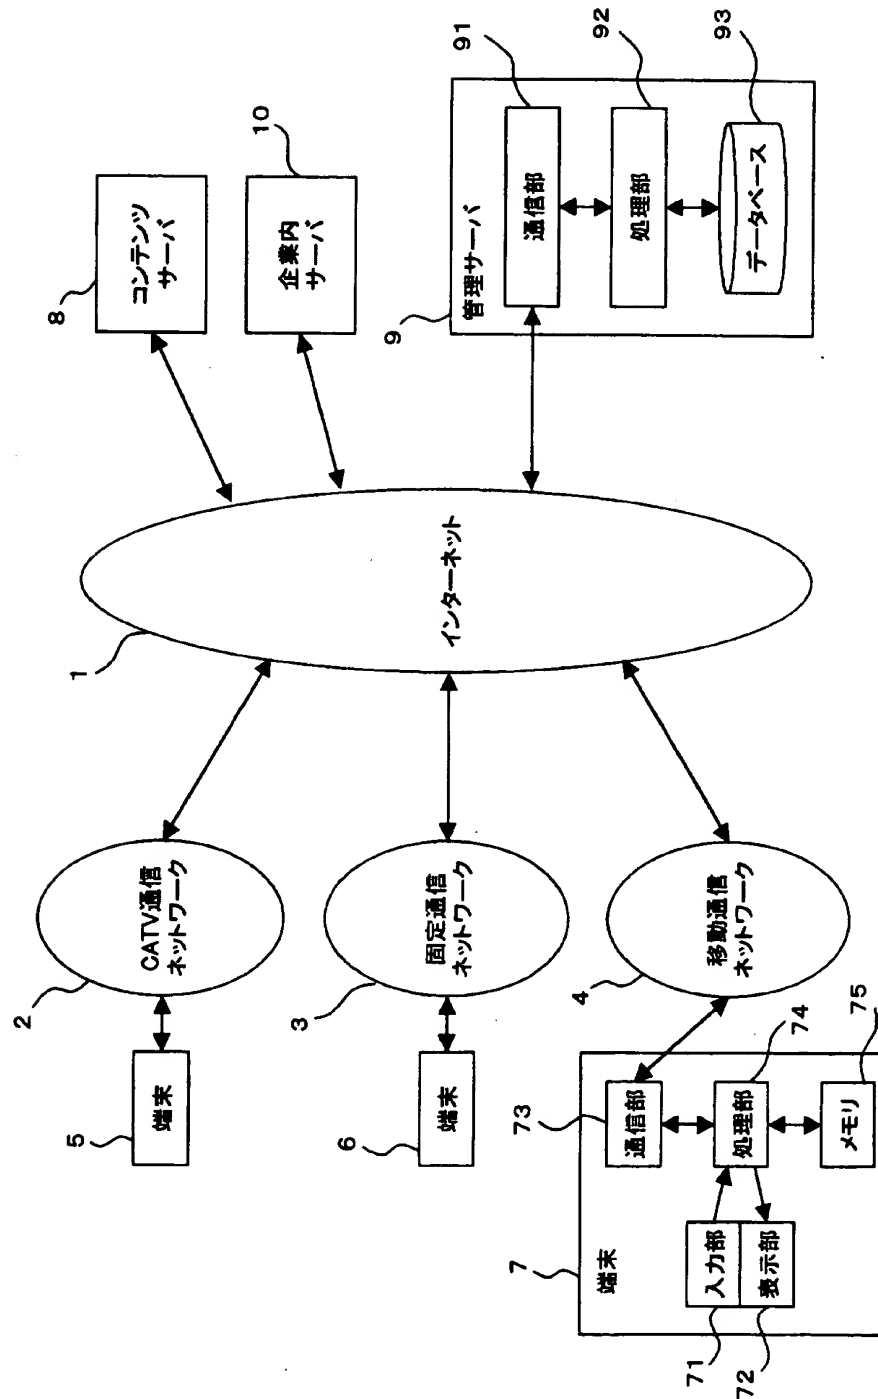 8
コンテンツ
サーバ
10
企業内
サーバ
9
管理サーバ
91
通信部
92
処理部
93
データベース
1
インターネット
2
CATV通信
ネットワーク
3
固定通信
ネットワーク
4
移動通信
ネットワーク
5
端末
6
端末
7
端末
73
通信部
74
処理部
75
メモリ
71
入力部
72
表示部